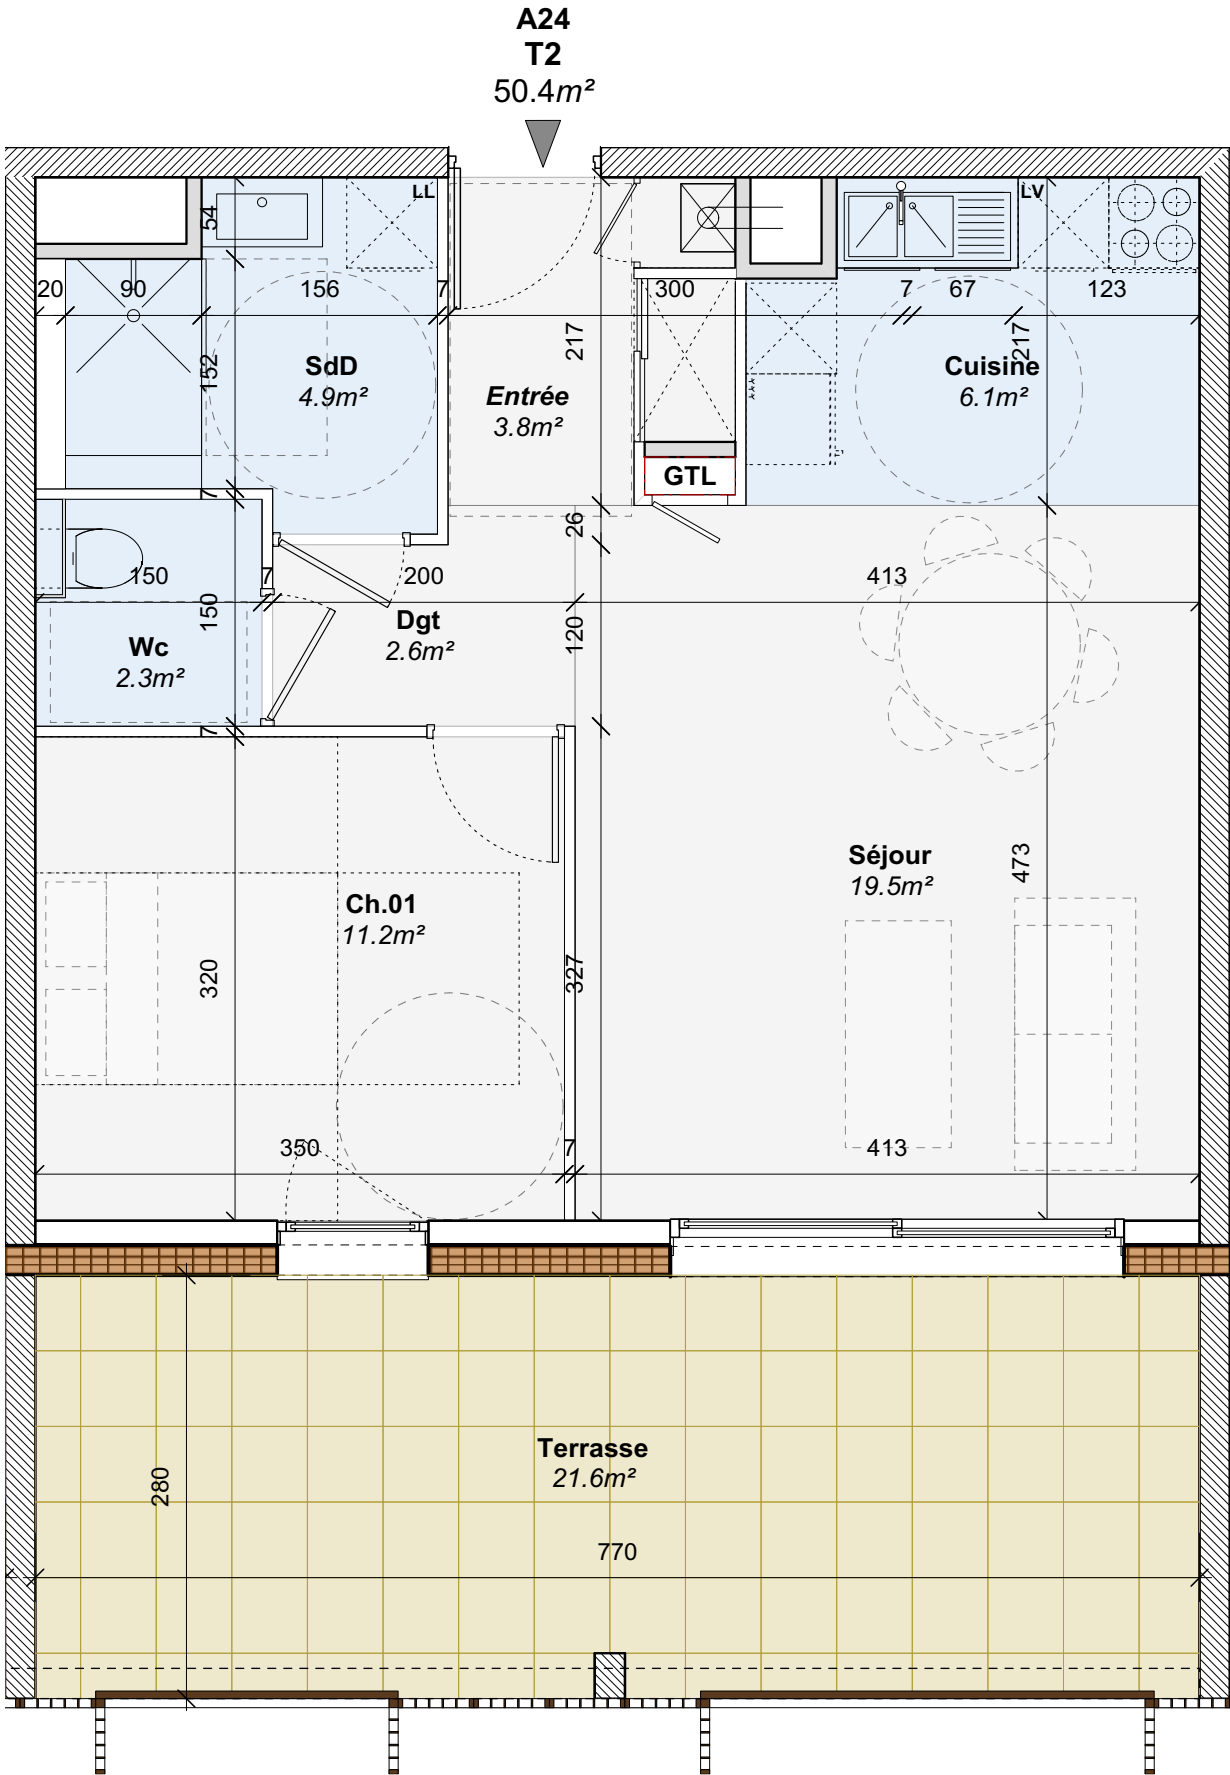 A24
T2
50.4m²
LL
LV
54
20
90
156
7
300
7
67
123
217
217
152
SdD
4.9m²
Entrée
3.8m²
Cuisine
6.1m²
GTL
7
26
150
7
200
413
150
120
Wc
2.3m²
Dgt
2.6m²
7
Séjour
19.5m²
473
Ch.01
11.2m²
320
327
350
7
413
Terrasse
21.6m²
280
770